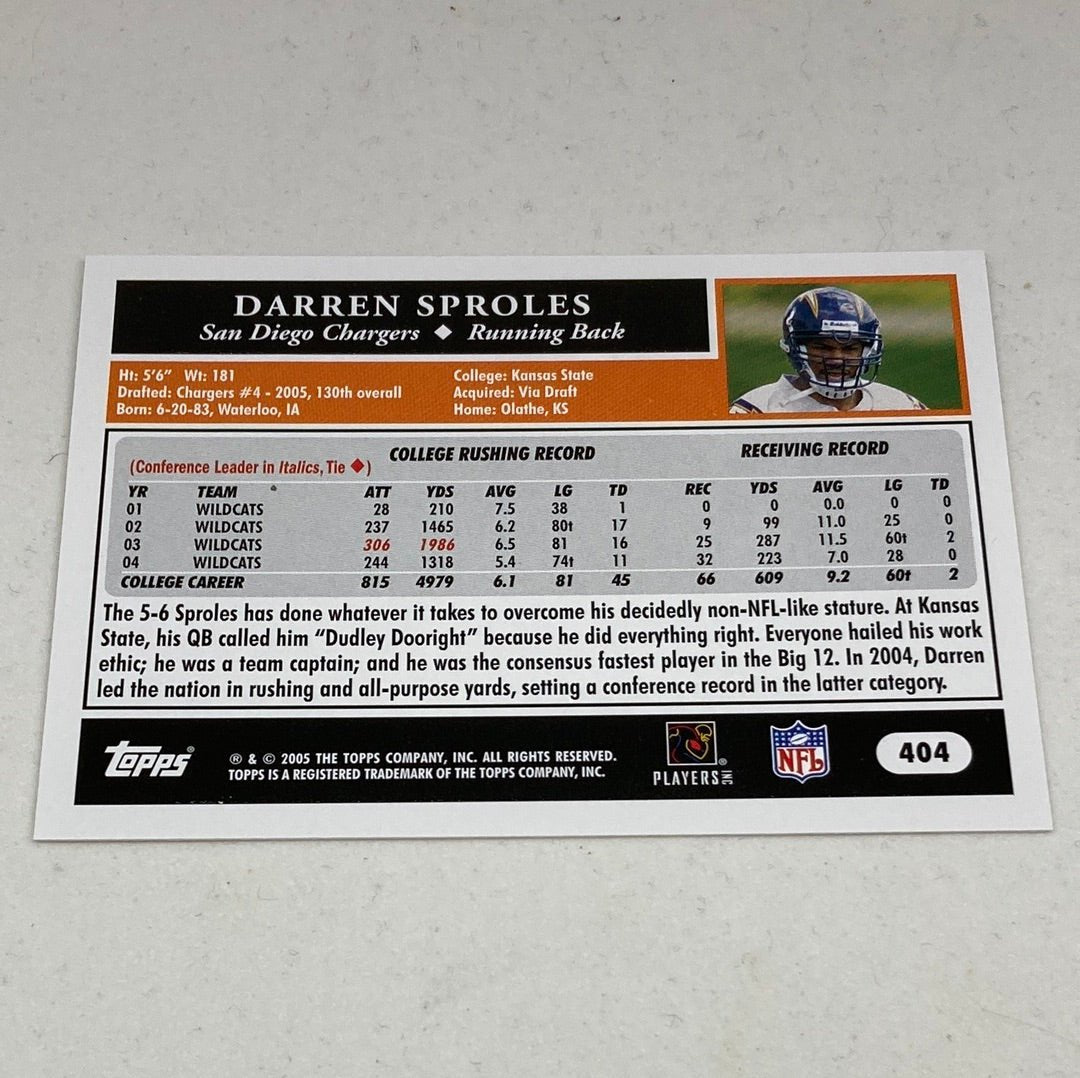 DARREN SPROLES
San Diego Chargers ◆ Running Back
Ht: 5'6" Wt: 181
Drafted: Chargers #4 - 2005, 130th overall
Born: 6-20-83, Waterloo, IA
College: Kansas State
Acquired: Via Draft
Home: Olathe, KS
COLLEGE RUSHING RECORD RECEIVING RECORD
(Conference Leader in Italics, Tie ◆)
YR TEAM ATT YDS AVG LG TD REC YDS AVG LG TD
01 WILDCATS 28 210 7.5 38 1 0 0 0.0 0 0
02 WILDCATS 237 1465 6.2 80† 17 9 99 11.0 25 0
03 WILDCATS 306 1986 6.5 81 16 25 287 11.5 60† 2
04 WILDCATS 244 1318 5.4 74† 11 32 223 7.0 28 0
COLLEGE CAREER 815 4979 6.1 81 45 66 609 9.2 60† 2
The 5-6 Sproles has done whatever it takes to overcome his decidedly non-NFL-like stature. At Kansas
State, his QB called him "Dudley Dooright" because he did everything right. Everyone hailed his work
ethic; he was a team captain; and he was the consensus fastest player in the Big 12. In 2004, Darren
led the nation in rushing and all-purpose yards, setting a conference record in the latter category.
Topps®
® & © 2005 THE TOPPS COMPANY, INC. ALL RIGHTS RESERVED.
TOPPS IS A REGISTERED TRADEMARK OF THE TOPPS COMPANY, INC.
PLAYERS INC ®
NFL
404